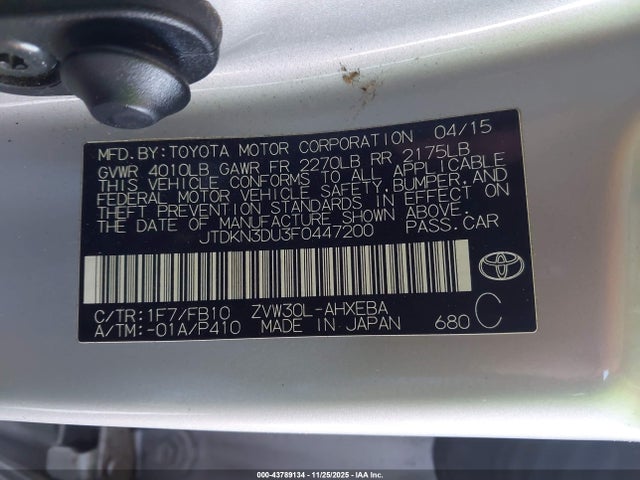 MFD.BY:TOYOTA MOTOR CORPORATION 04/15
GVWR 4010LB GAWR FR 2270LB RR 2175LB
THIS VEHICLE CONFORMS TO ALL APPLICABLE
FEDERAL MOTOR VEHICLE SAFETY,BUMPER,AND
THEFT PREVENTION STANDARDS IN EFFECT ON
THE DATE OF MANUFACTURE SHOWN ABOVE.
JTDKN3DU3F0447200 PASS.CAR
C/TR:1F7/FB10 ZVW30L-AHXEBA
A/TM:-01A/P410 MADE IN JAPAN 680 C
000-43789134 | 11/25/2025 | IAA Inc.